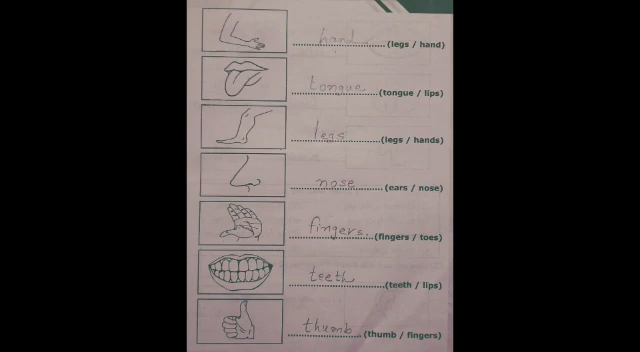 hand (legs / hand)
tongue (tongue / lips)
legs (legs / hands)
nose (ears / nose)
fingers. (fingers / toes)
teeth (teeth / lips)
thumb (thumb / fingers)